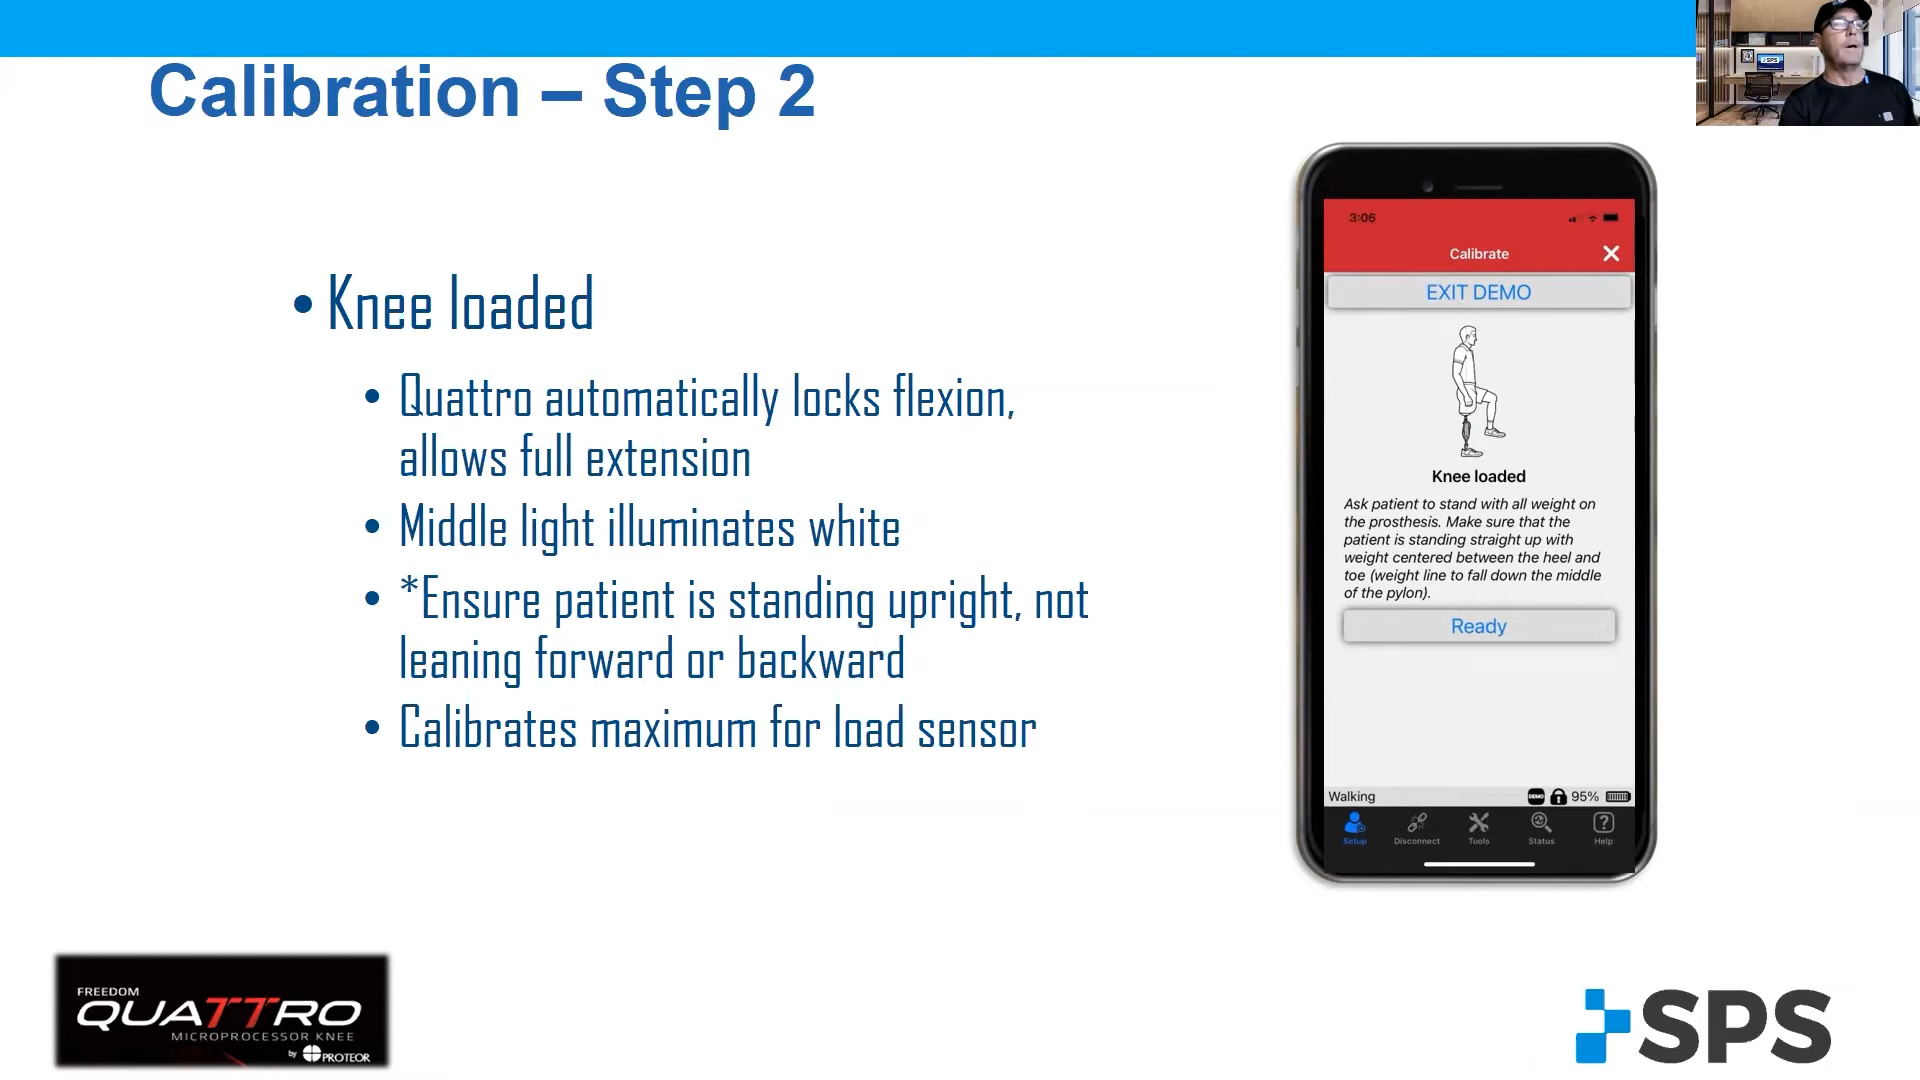 Calibration – Step 2
• Knee loaded
• Quattro automatically locks flexion,
allows full extension
• Middle light illuminates white
• *Ensure patient is standing upright, not
leaning forward or backward
• Calibrates maximum for load sensor
SPS
3:06
Calibrate
EXIT DEMO
Knee loaded
Ask patient to stand with all weight on
the prosthesis. Make sure that the
patient is standing straight up with
weight centered between the heel and
toe (weight line to fall down the middle
of the pylon).
Ready
Walking
DEMO
95%
Setup
Disconnect
Tools
Status
Help
FREEDOM
QUATTRO
MICROPROCESSOR KNEE
by PROTEOR
SPS